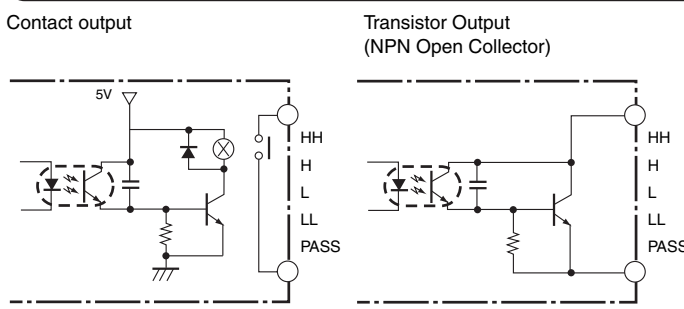 Contact output
Transistor Output
(NPN Open Collector)
5V
HH
H
L
LL
PASS
HH
H
L
LL
PASS